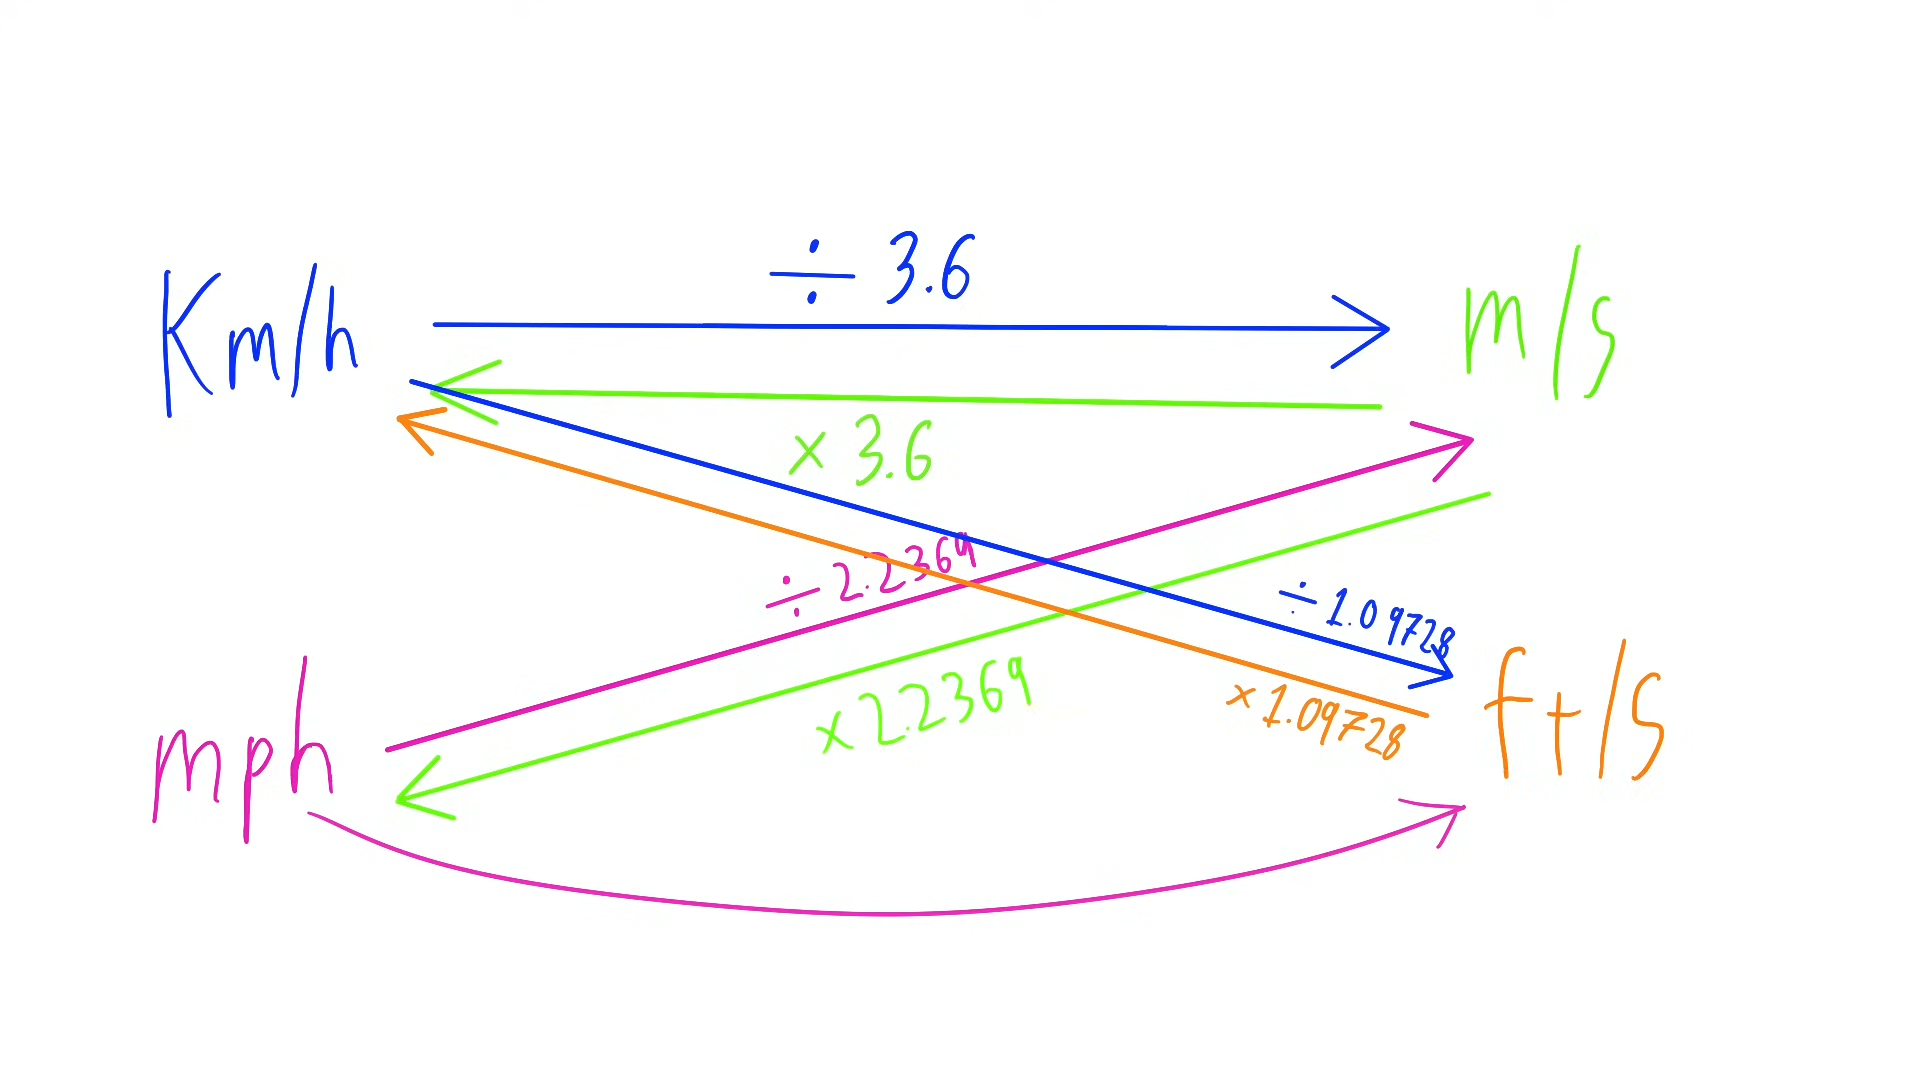 ÷ 3.6
Km/h
m/s
× 3.6
÷ 2.2369
÷ 1.09728
× 2.2369
× 1.09728
mph
ft/s